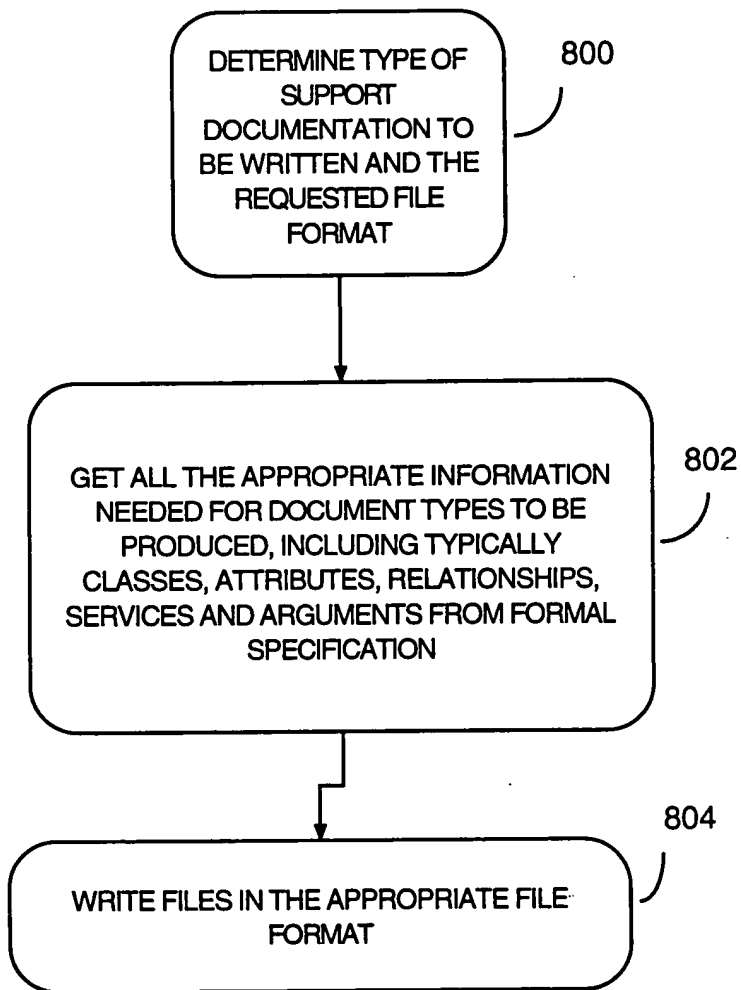 DETERMINE TYPE OF
SUPPORT
DOCUMENTATION TO
BE WRITTEN AND THE
REQUESTED FILE
FORMAT
800
GET ALL THE APPROPRIATE INFORMATION
NEEDED FOR DOCUMENT TYPES TO BE
PRODUCED, INCLUDING TYPICALLY
CLASSES, ATTRIBUTES, RELATIONSHIPS,
SERVICES AND ARGUMENTS FROM FORMAL
SPECIFICATION
802
WRITE FILES IN THE APPROPRIATE FILE
FORMAT
804